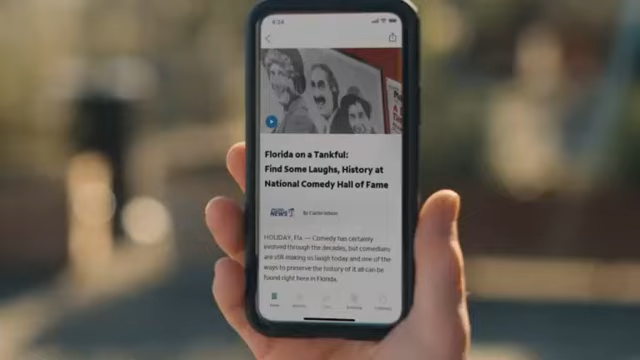 Florida on a Tankful:
Find Some Laughs, History at
National Comedy Hall of Fame
NEWS
HOLIDAY, Fla. — Comedy has certainly
evolved through the decades, but comedians
are still making us laugh today and one of the
ways to preserve the history of it all can be
found right here in Florida.